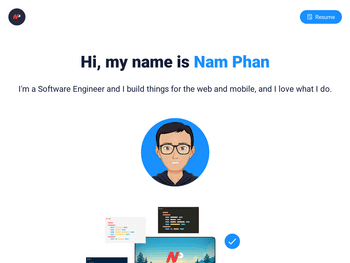 Resume
Hi, my name is Nam Phan
I'm a Software Engineer and I build things for the web and mobile, and I love what I do.